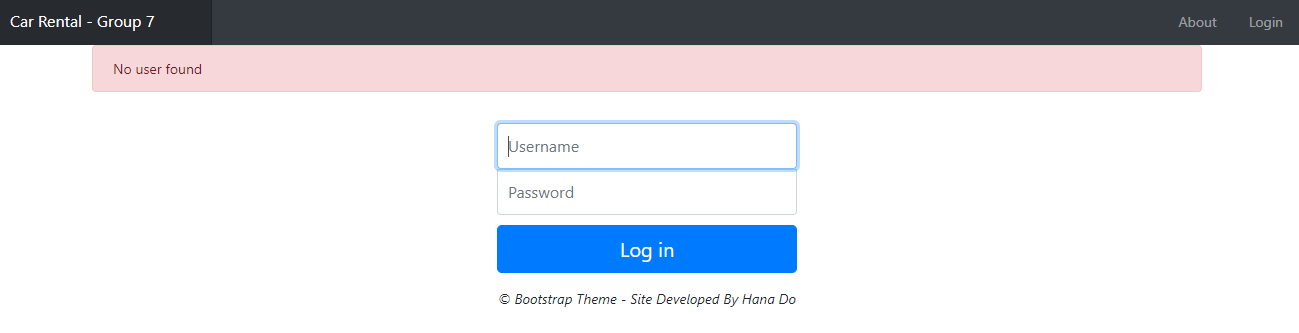 Car Rental - Group 7 About Login
No user found
Username
Password
Log in
© Bootstrap Theme - Site Developed By Hana Do